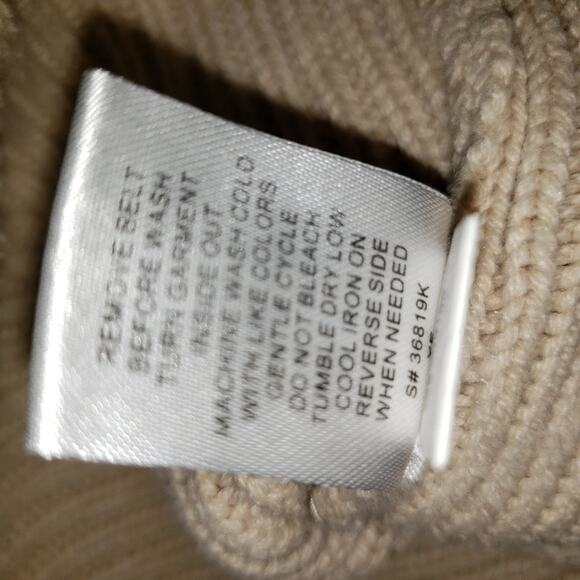 REMOVE BELT
BEFORE WASH
TURN GARMENT
INSIDE OUT
MACHINE WASH COLD
WITH LIKE COLORS
GENTLE CYCLE
DO NOT BLEACH
TUMBLE DRY LOW
COOL IRON ON
REVERSE SIDE
WHEN NEEDED
S# 36819K